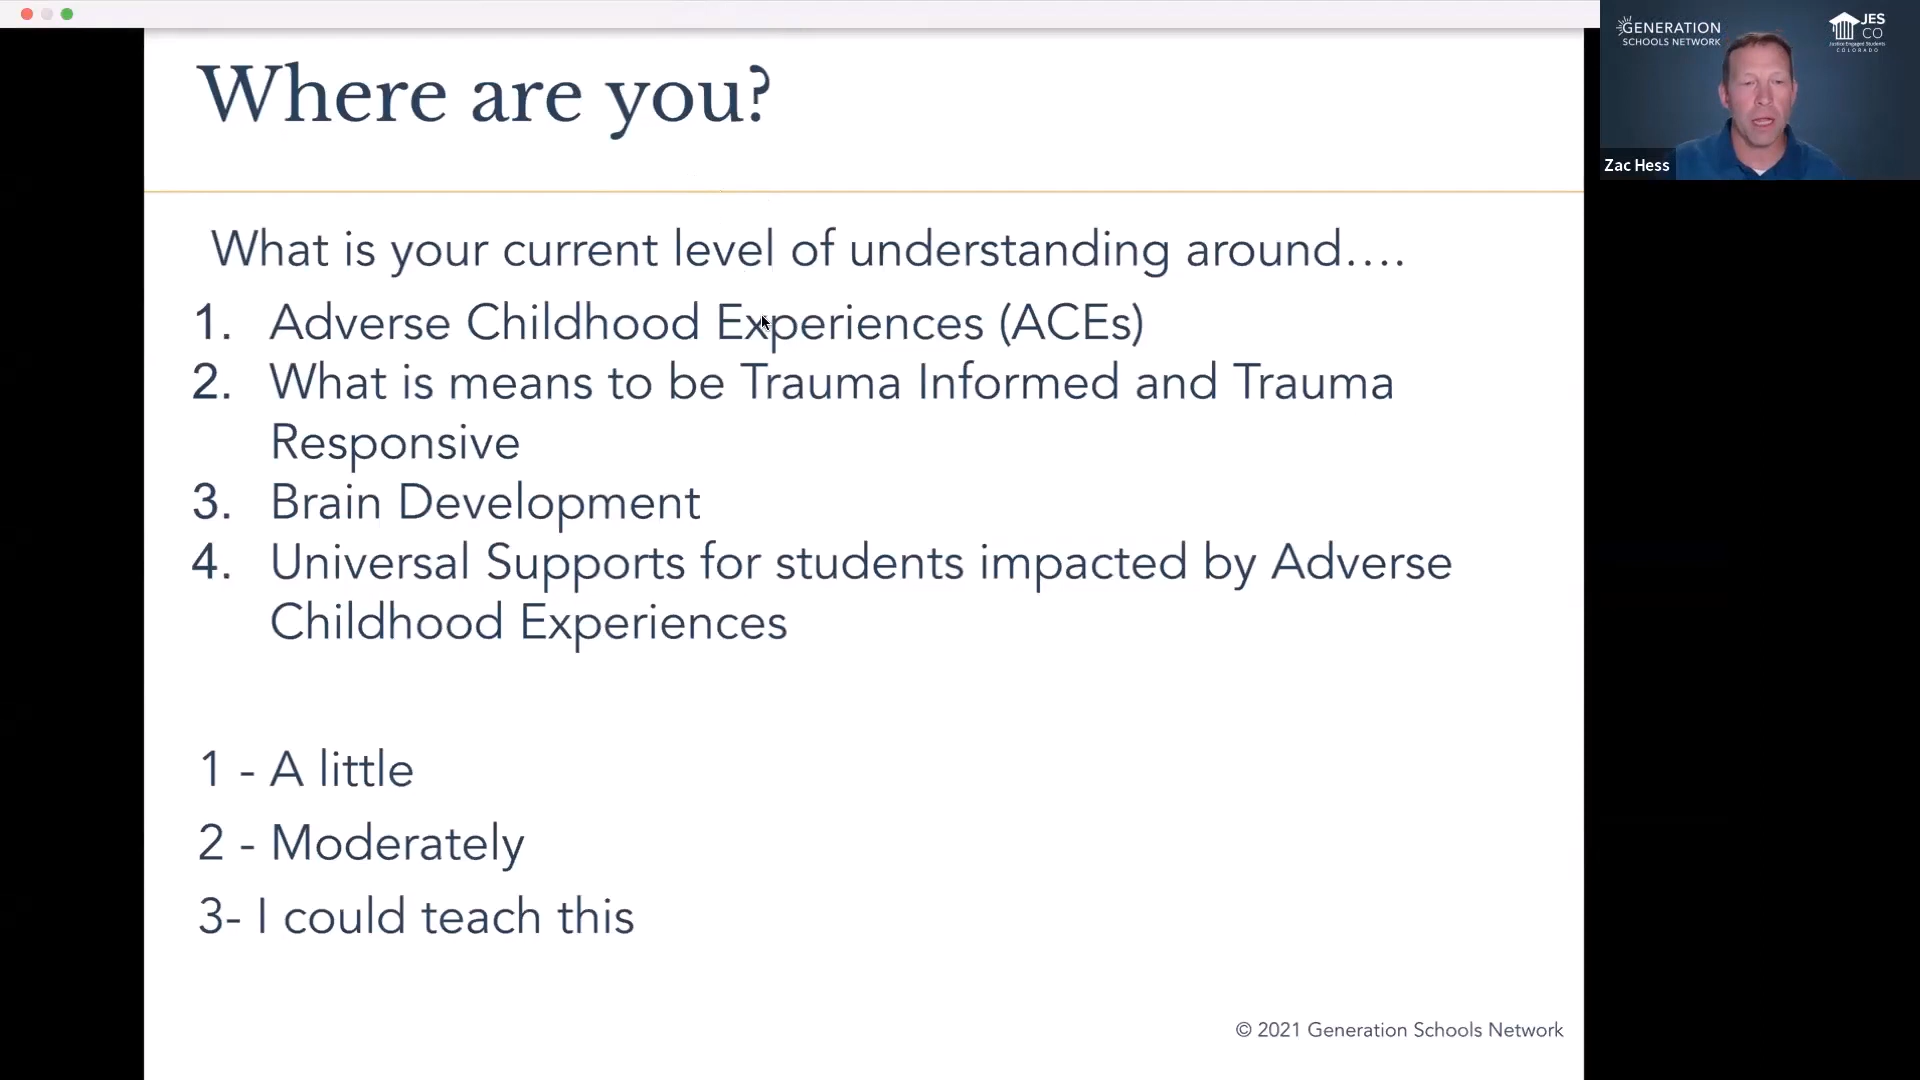 Where are you?
What is your current level of understanding around....
1. Adverse Childhood Experiences (ACEs)
2. What is means to be Trauma Informed and Trauma
Responsive
3. Brain Development
4. Universal Supports for students impacted by Adverse
Childhood Experiences
1 - A little
2 - Moderately
3- I could teach this
© 2021 Generation Schools Network
GENERATION
SCHOOLS NETWORK
JES
CO
Justice Engaged Students
COLORADO
Zac Hess